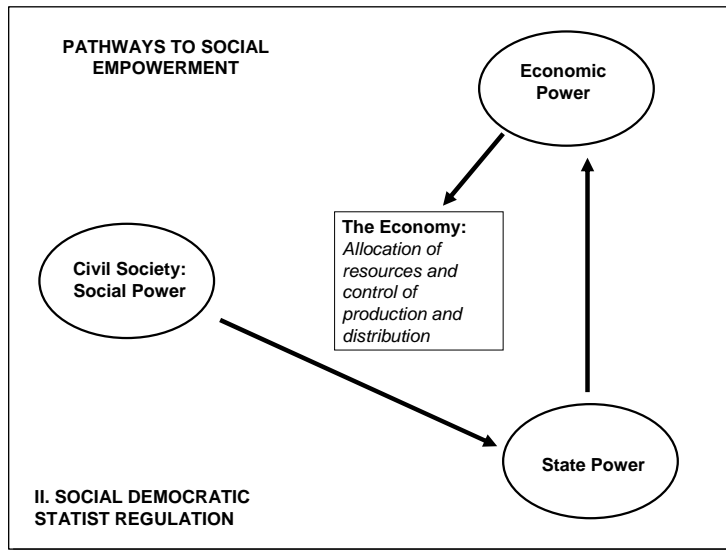 PATHWAYS TO SOCIAL
EMPOWERMENT
Economic
Power
The Economy:
Allocation of
resources and
control of
production and
distribution
Civil Society:
Social Power
State Power
II. SOCIAL DEMOCRATIC
STATIST REGULATION